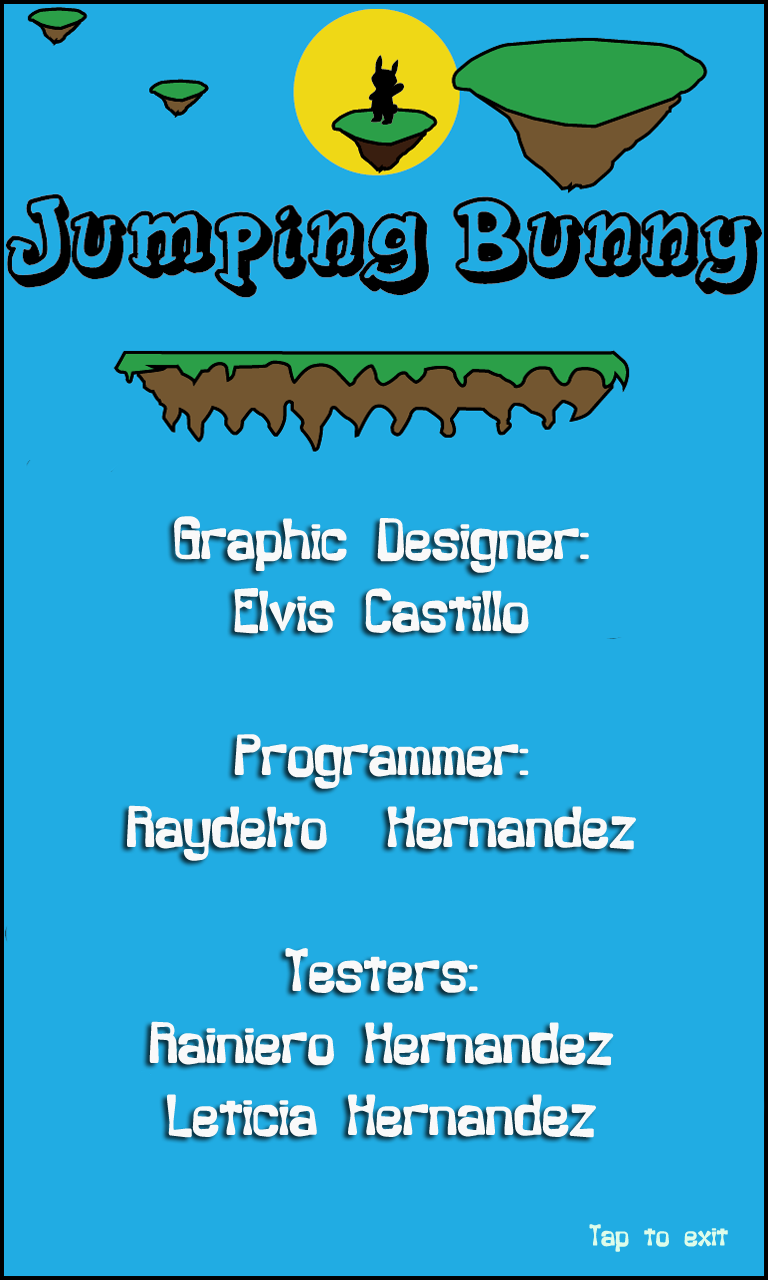 Jumping Bunny
Graphic Designer:
Elvis Castillo
Programmer:
Raydelto Hernandez
Testers:
Rainiero Hernandez
Leticia Hernandez
Tap to exit